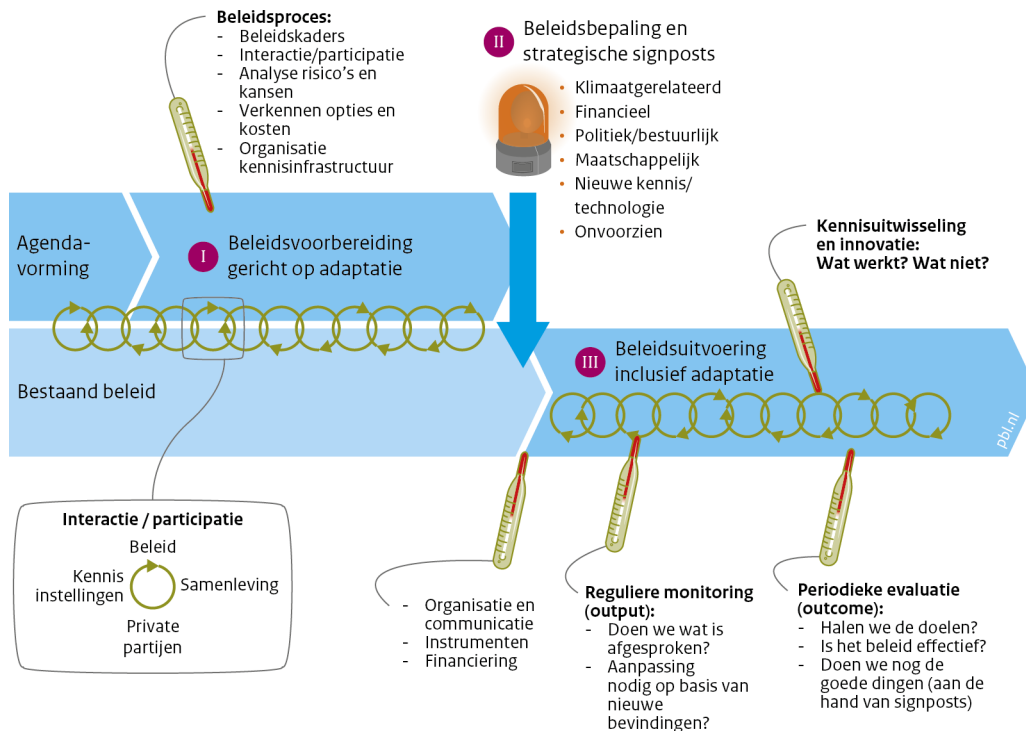 Beleidsproces:
- Beleidskaders
- Interactie/participatie
- Analyse risico's en
kansen
- Verkennen opties en
kosten
- Organisatie
kennisinfrastructuur
II
Beleidsbepaling en
strategische signposts
• Klimaatgerelateerd
• Financieel
• Politiek/bestuurlijk
• Maatschappelijk
• Nieuwe kennis/
technologie
• Onvoorzien
Agenda-
vorming
I
Beleidsvoorbereiding
gericht op adaptatie
Kennisuitwisseling
en innovatie:
Wat werkt? Wat niet?
Bestaand beleid
III
Beleidsuitvoering
inclusief adaptatie
pbl.nl
Interactie / participatie
Beleid
Kennis
instellingen
Samenleving
Private
partijen
- Organisatie en
communicatie
- Instrumenten
- Financiering
Reguliere monitoring
(output):
- Doen we wat is
afgesproken?
- Aanpassing
nodig op basis van
nieuwe
bevindingen?
Periodieke evaluatie
(outcome):
- Halen we de doelen?
- Is het beleid effectief?
- Doen we nog de
goede dingen (aan de
hand van signposts)